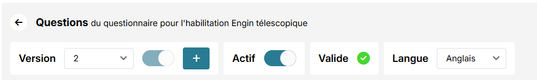 Questions du questionnaire pour l'habilitation Engin télescopique
Version 2 + Actif Valide Langue Anglais